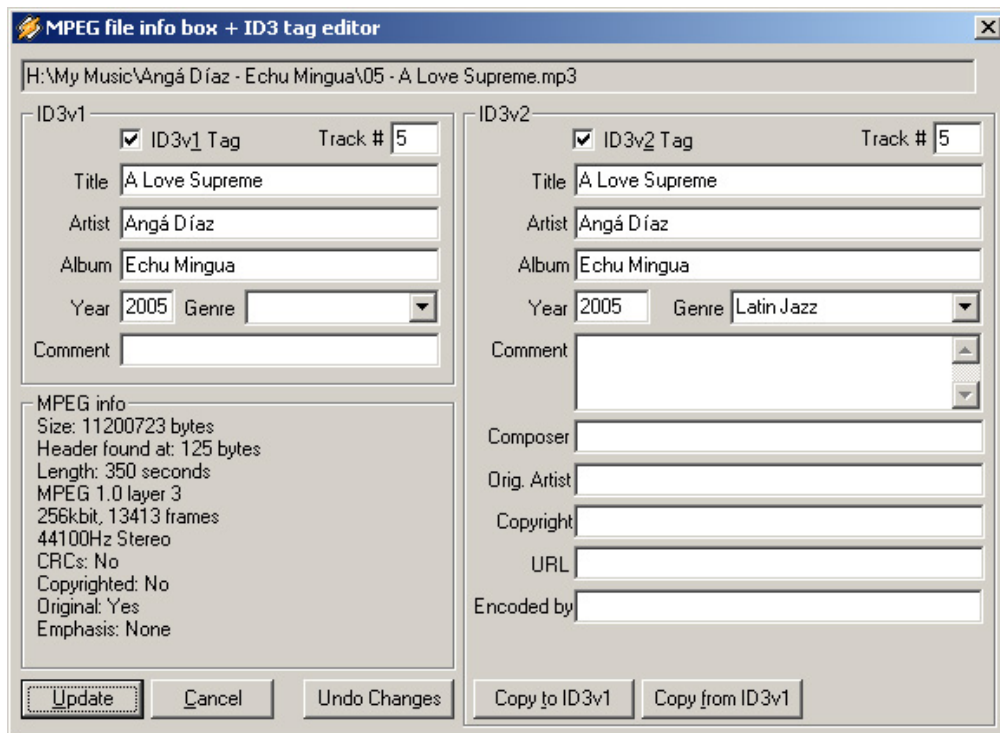 MPEG file info box + ID3 tag editor
H:\My Music\Angá Díaz - Echu Mingua\05 - A Love Supreme.mp3
ID3v1
ID3v1 Tag Track # 5
Title A Love Supreme
Artist Angá Díaz
Album Echu Mingua
Year 2005 Genre
Comment
MPEG info
Size: 11200723 bytes
Header found at: 125 bytes
Length: 350 seconds
MPEG 1.0 layer 3
256kbit, 13413 frames
44100Hz Stereo
CRCs: No
Copyrighted: No
Original: Yes
Emphasis: None
Update Cancel Undo Changes
ID3v2
ID3v2 Tag Track # 5
Title A Love Supreme
Artist Angá Díaz
Album Echu Mingua
Year 2005 Genre Latin Jazz
Comment
Composer
Orig. Artist
Copyright
URL
Encoded by
Copy to ID3v1 Copy from ID3v1